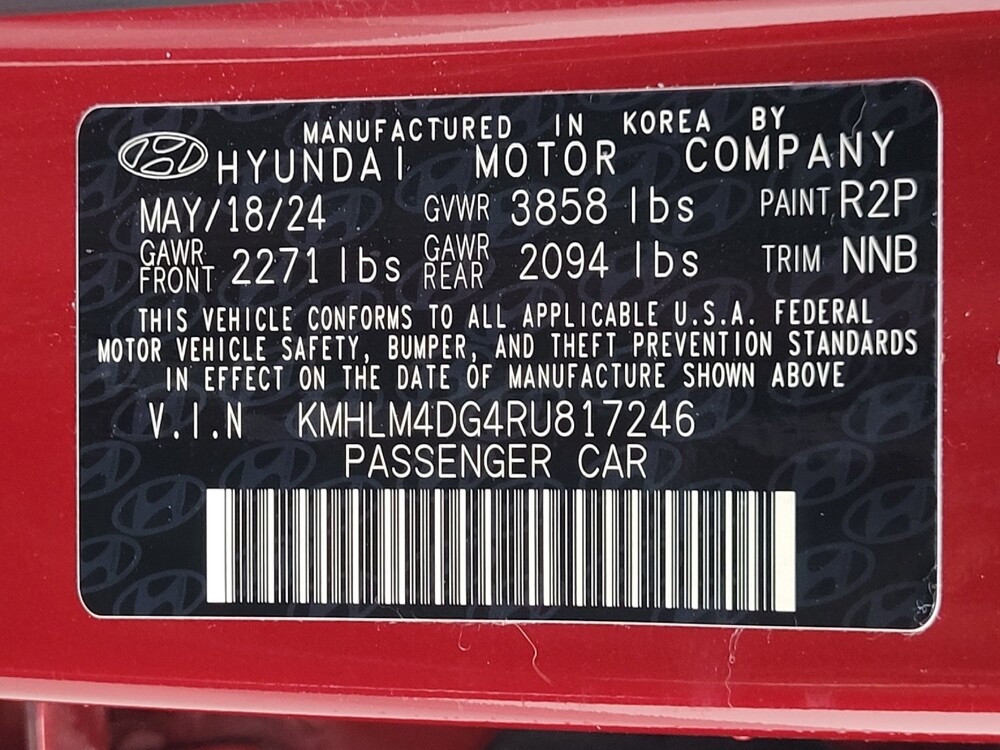 MANUFACTURED IN KOREA BY
HYUNDAI MOTOR COMPANY
MAY/18/24 GVWR 3858 lbs PAINT R2P
GAWR FRONT 2271 lbs GAWR REAR 2094 lbs TRIM NNB
THIS VEHICLE CONFORMS TO ALL APPLICABLE U.S.A. FEDERAL
MOTOR VEHICLE SAFETY, BUMPER, AND THEFT PREVENTION STANDARDS
IN EFFECT ON THE DATE OF MANUFACTURE SHOWN ABOVE
V.I.N KMHLM4DG4RU817246
PASSENGER CAR